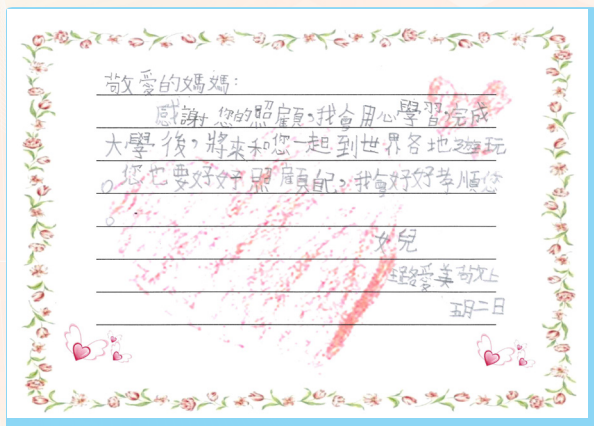 敬愛的媽媽：
感謝您的照顧，我會用心學習完成
大學後，將來和您一起到世界各地遊玩
。您也要好好照顧自己，我會好好孝順您
。
女兒
路愛美敬上
五月二日